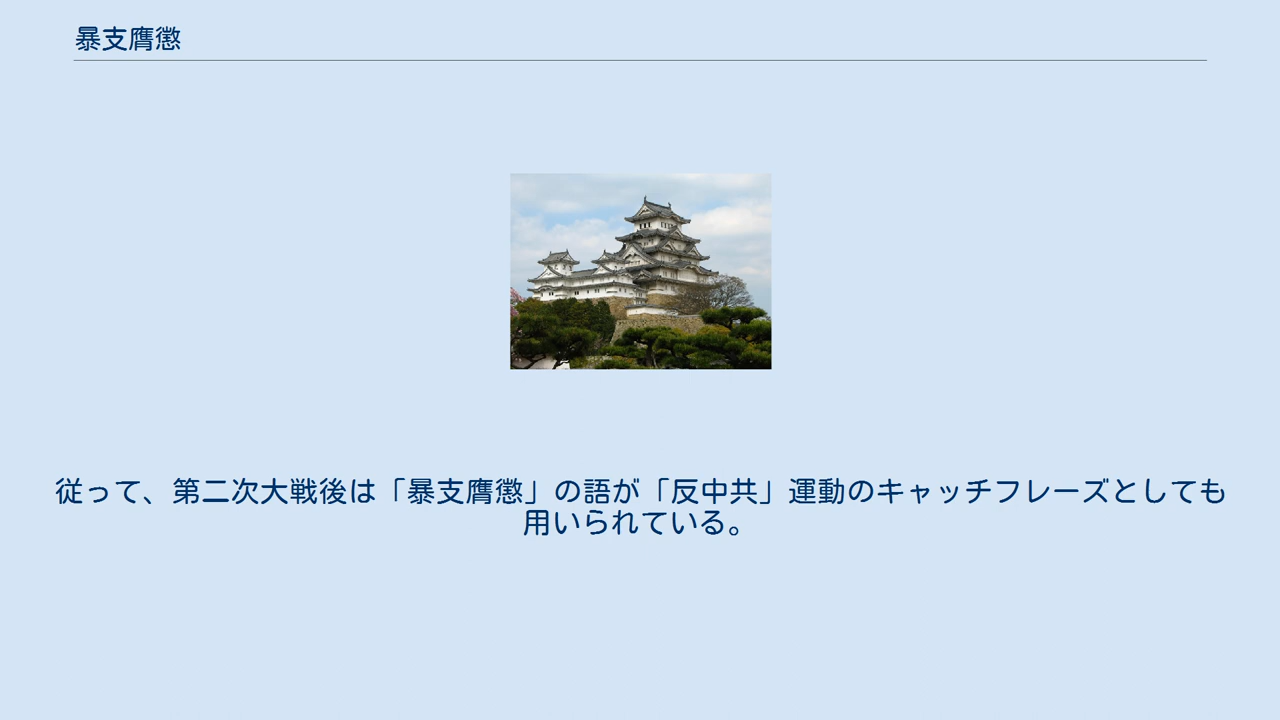 暴支膺懲
従って、第二次大戦後は「暴支膺懲」の語が「反中共」運動のキャッチフレーズとしても
用いられている。